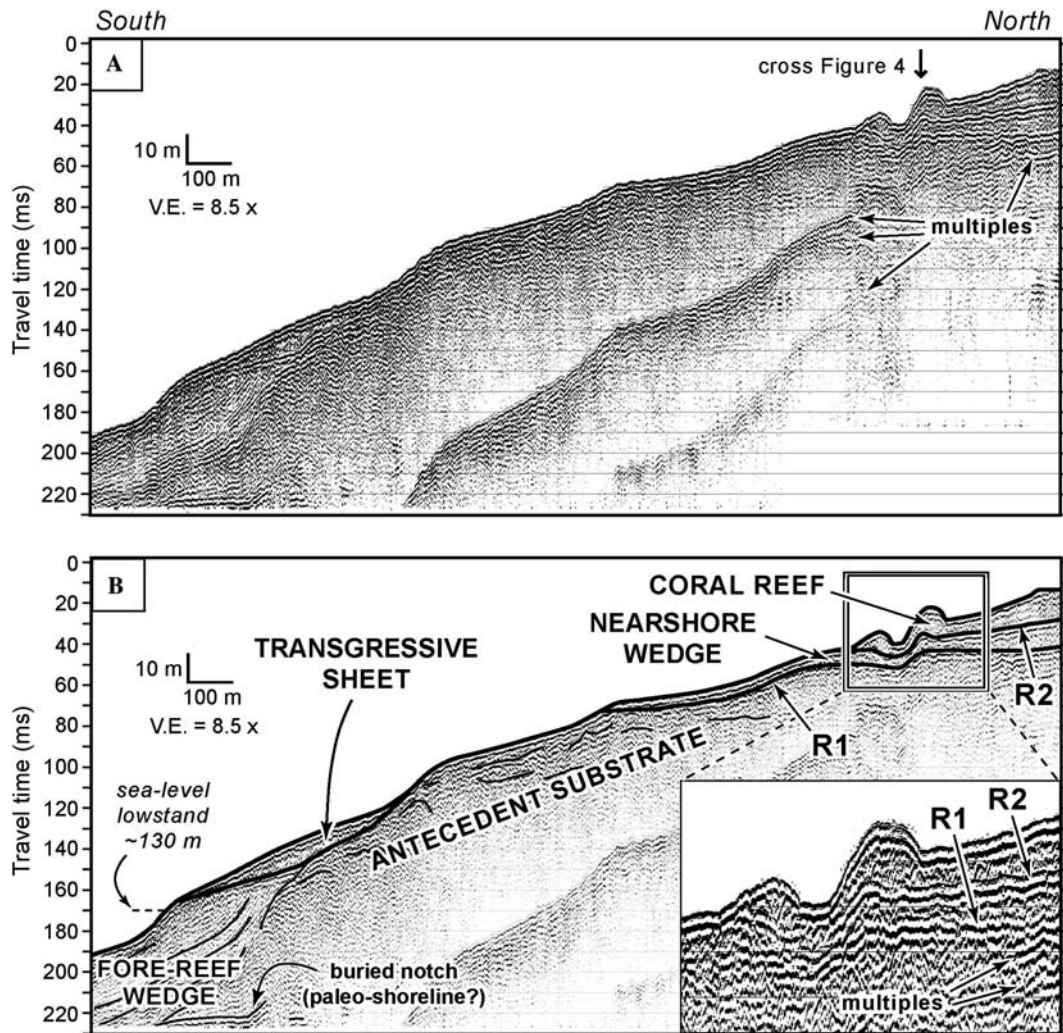 South
North
A
cross Figure 4
10 m
100 m
V.E. = 8.5 x
multiples
Travel time (ms)
0
20
40
60
80
100
120
140
160
180
200
220
B
10 m
100 m
V.E. = 8.5 x
TRANSGRESSIVE
SHEET
CORAL REEF
NEARSHORE
WEDGE
R1
R2
ANTECEDENT SUBSTRATE
sea-level
lowstand
~130 m
FORE-REEF
WEDGE
buried notch
(paleo-shoreline?)
R1
R2
multiples
Travel time (ms)
0
20
40
60
80
100
120
140
160
180
200
220